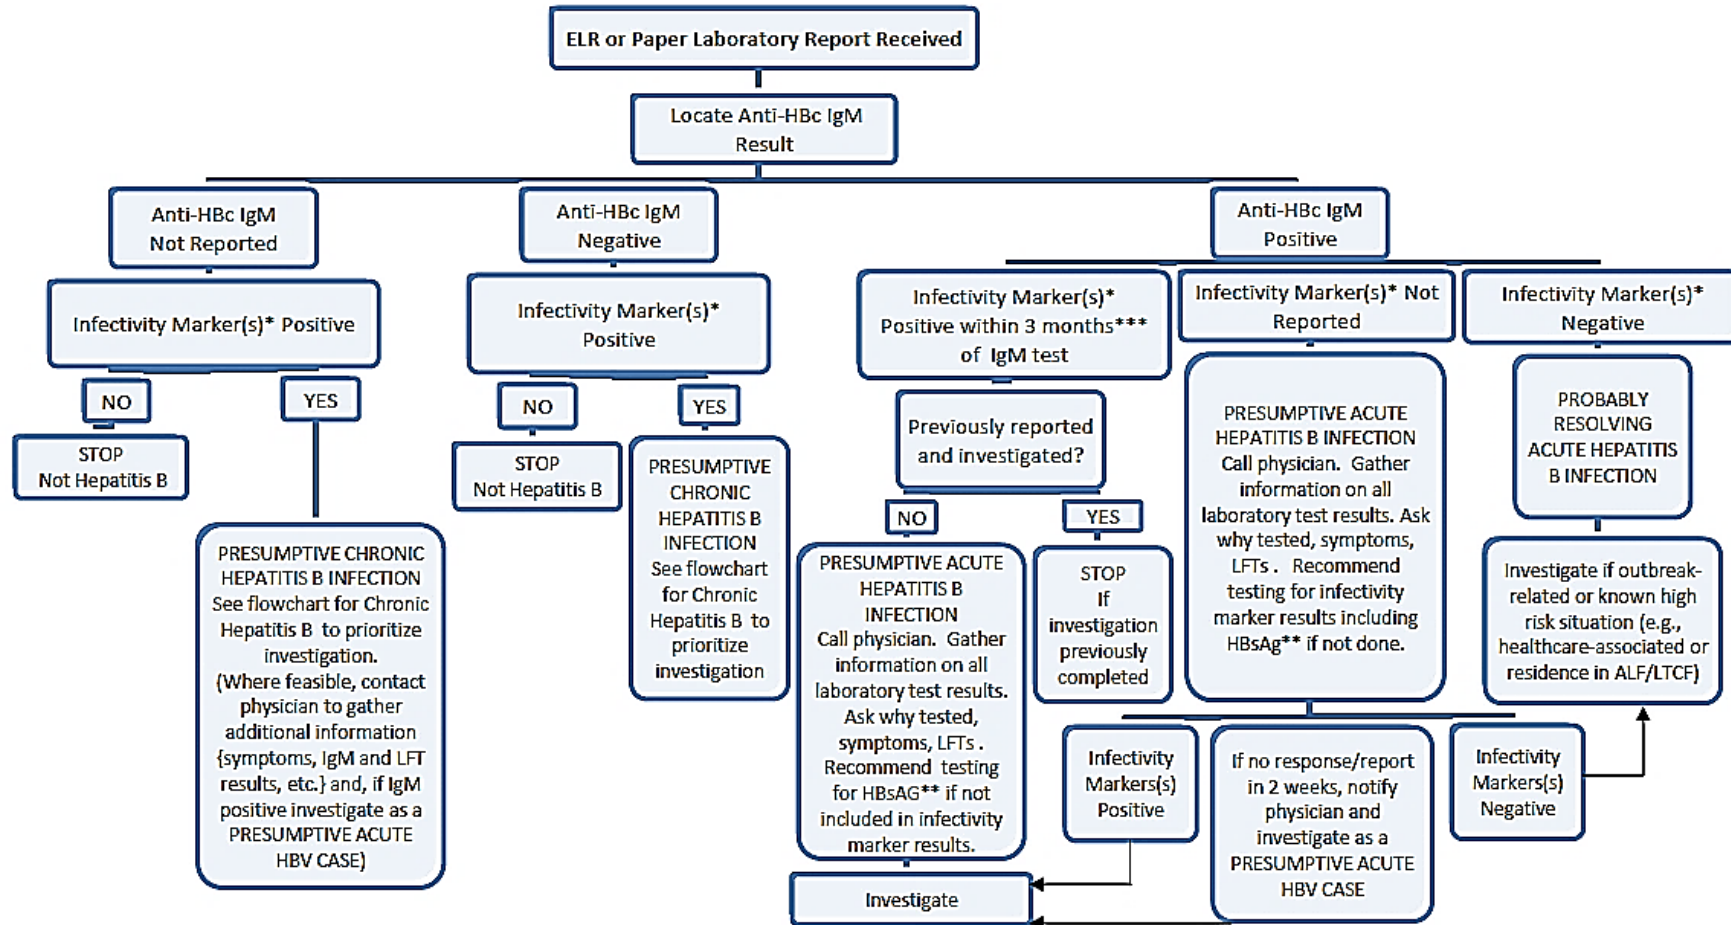 ELR or Paper Laboratory Report Received
Locate Anti-HBc IgM
Result
Anti-HBc IgM
Not Reported
Anti-HBc IgM
Negative
Anti-HBc IgM
Positive
Infectivity Marker(s)* Positive
NO
YES
STOP
Not Hepatitis B
PRESUMPTIVE CHRONIC
HEPATITIS B INFECTION
See flowchart for Chronic
Hepatitis B to prioritize
investigation.
(Where feasible, contact
physician to gather
additional information
{symptoms, IgM and LFT
results, etc.} and, if IgM
positive investigate as a
PRESUMPTIVE ACUTE
HBV CASE)
Infectivity Marker(s)*
Positive
NO
YES
STOP
Not Hepatitis B
PRESUMPTIVE
CHRONIC
HEPATITIS B
INFECTION
See flowchart
for Chronic
Hepatitis B to
prioritize
investigation
Infectivity Marker(s)*
Positive within 3 months***
of IgM test
Previously reported
and investigated?
NO
YES
PRESUMPTIVE ACUTE
HEPATITIS B
INFECTION
Call physician. Gather
information on all
laboratory test results.
Ask why tested,
symptoms, LFTs .
Recommend testing
for HBsAG** if not
included in infectivity
marker results.
STOP
If
investigation
previously
completed
Infectivity Marker(s)* Not
Reported
PRESUMPTIVE ACUTE
HEPATITIS B INFECTION
Call physician. Gather
information on all
laboratory test results. Ask
why tested, symptoms,
LFTs . Recommend
testing for infectivity
marker results including
HBsAg** if not done.
Infectivity Marker(s)*
Negative
PROBABLY
RESOLVING
ACUTE HEPATITIS
B INFECTION
Investigate if outbreak-
related or known high
risk situation (e.g.,
healthcare-associated or
residence in ALF/LTCF)
Infectivity
Markers(s)
Positive
If no response/report
in 2 weeks, notify
physician and
investigate as a
PRESUMPTIVE ACUTE
HBV CASE
Infectivity
Markers(s)
Negative
Investigate